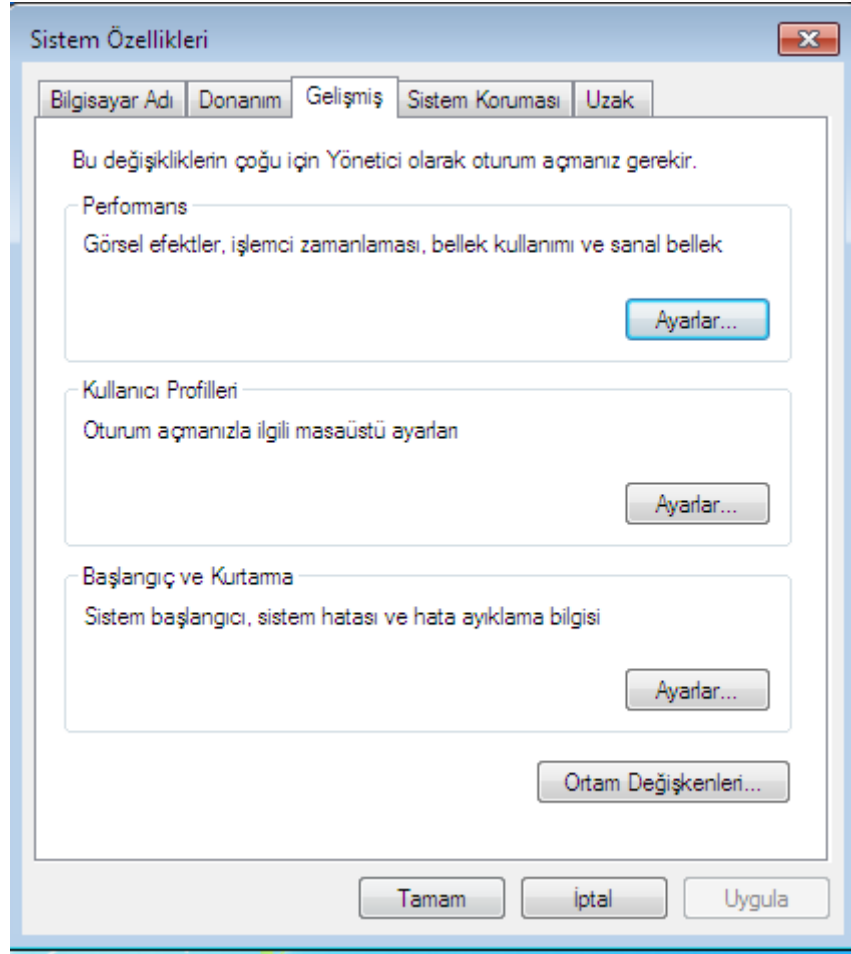 Sistem Özellikleri
Bilgisayar Adı Donanım Gelişmiş Sistem Koruması Uzak
Bu değişikliklerin çoğu için Yönetici olarak oturum açmanız gerekir.
Performans
Görsel efektler, işlemci zamanlaması, bellek kullanımı ve sanal bellek
Ayarlar...
Kullanıcı Profilleri
Oturum açmanızla ilgili masaüstü ayarları
Ayarlar...
Başlangıç ve Kurtarma
Sistem başlangıcı, sistem hatası ve hata ayıklama bilgisi
Ayarlar...
Ortam Değişkenleri...
Tamam İptal Uygula